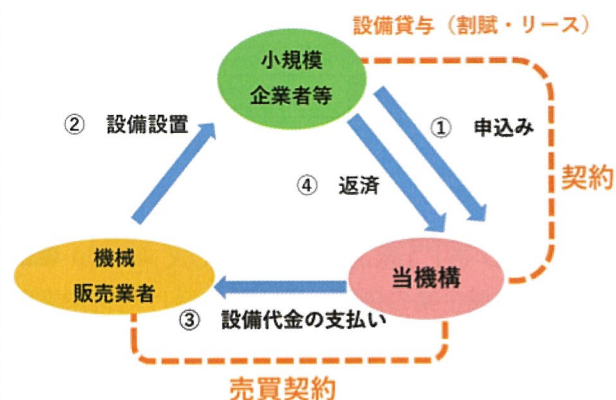 設備貸与（割賦・リース）
小規模
企業者等
② 設備設置
① 申込み
④ 返済
契約
機械
販売業者
当機構
③ 設備代金の支払い
売買契約